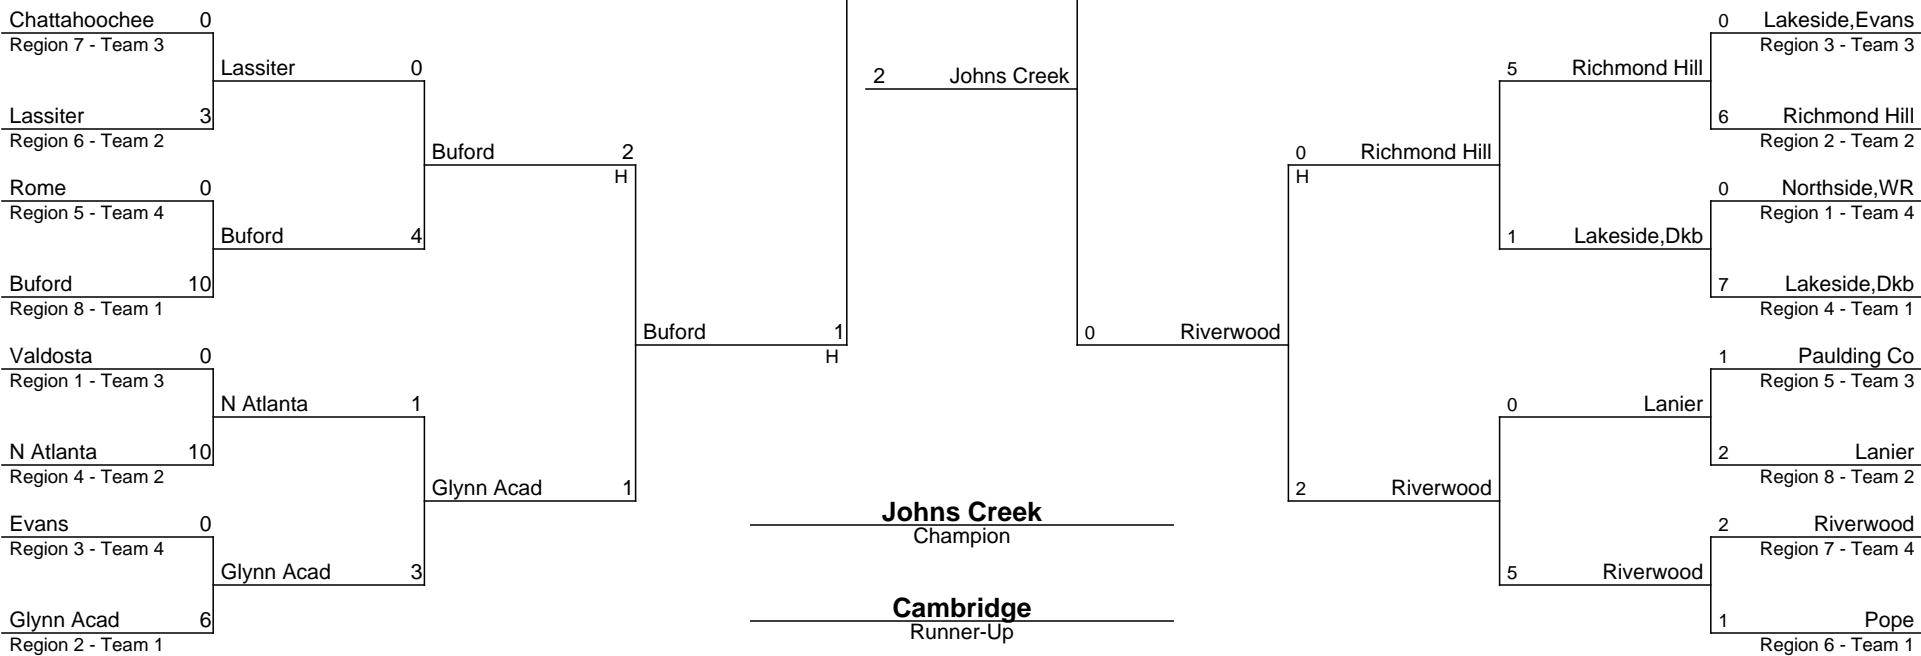 Chattahoochee 0
Region 7 - Team 3
Lassiter 3
Region 6 - Team 2
Rome 0
Region 5 - Team 4
Buford 10
Region 8 - Team 1
Valdosta 0
Region 1 - Team 3
N Atlanta 10
Region 4 - Team 2
Evans 0
Region 3 - Team 4
Glynn Acad 6
Region 2 - Team 1
Lassiter 0
Buford 4
N Atlanta 1
Glynn Acad 3
Buford 2
H
Glynn Acad 1
Buford 1
H
2 Johns Creek
Johns Creek
Champion
Cambridge
Runner-Up
0 Riverwood
0 Richmond Hill
H
2 Riverwood
5 Richmond Hill
1 Lakeside,Dkb
0 Lanier
5 Riverwood
0 Lakeside,Evans
Region 3 - Team 3
6 Richmond Hill
Region 2 - Team 2
0 Northside,WR
Region 1 - Team 4
7 Lakeside,Dkb
Region 4 - Team 1
1 Paulding Co
Region 5 - Team 3
2 Lanier
Region 8 - Team 2
2 Riverwood
Region 7 - Team 4
1 Pope
Region 6 - Team 1